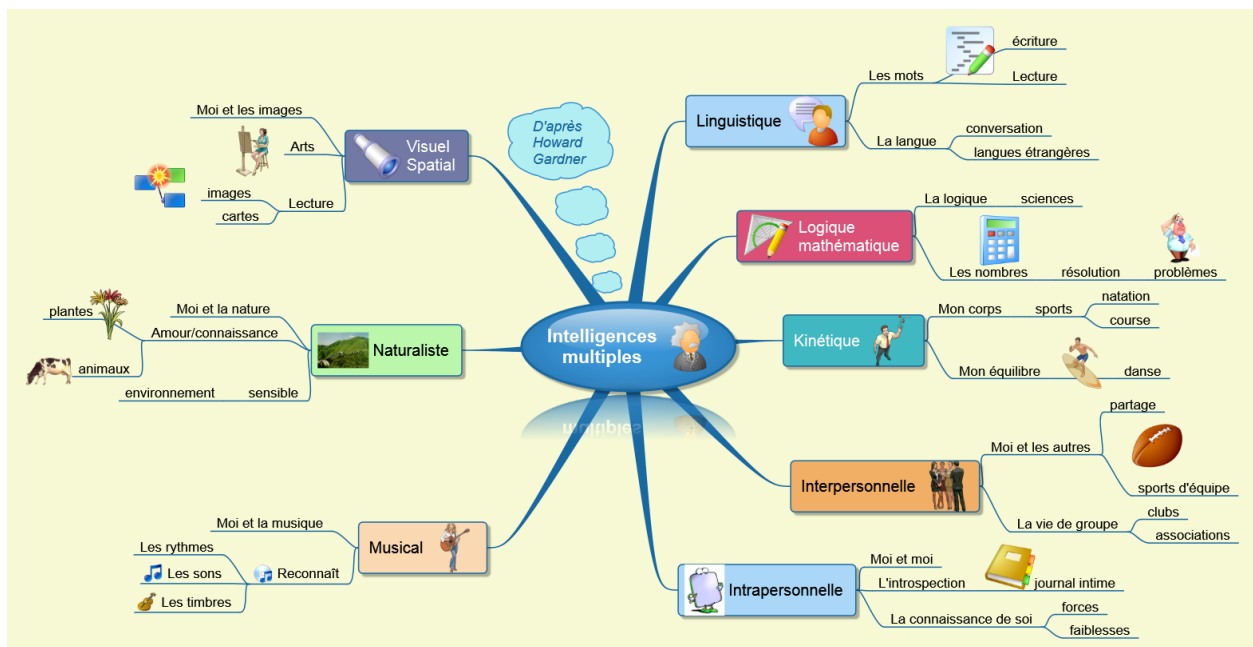 D'après
Howard
Gardner
Intelligences
multiples
multiples
Linguistique
Les mots
écriture
Lecture
La langue
conversation
langues étrangères
Logique
mathématique
La logique
sciences
Les nombres
résolution
problèmes
Kinétique
Mon corps
sports
natation
course
Mon équilibre
danse
Interpersonnelle
Moi et les autres
partage
sports d'équipe
La vie de groupe
clubs
associations
Intrapersonnelle
Moi et moi
L'introspection
journal intime
La connaissance de soi
forces
faiblesses
Musical
Moi et la musique
Reconnaît
Les rythmes
Les sons
Les timbres
Naturaliste
Moi et la nature
Amour/connaissance
plantes
animaux
sensible
environnement
Visuel
Spatial
Moi et les images
Arts
Lecture
images
cartes